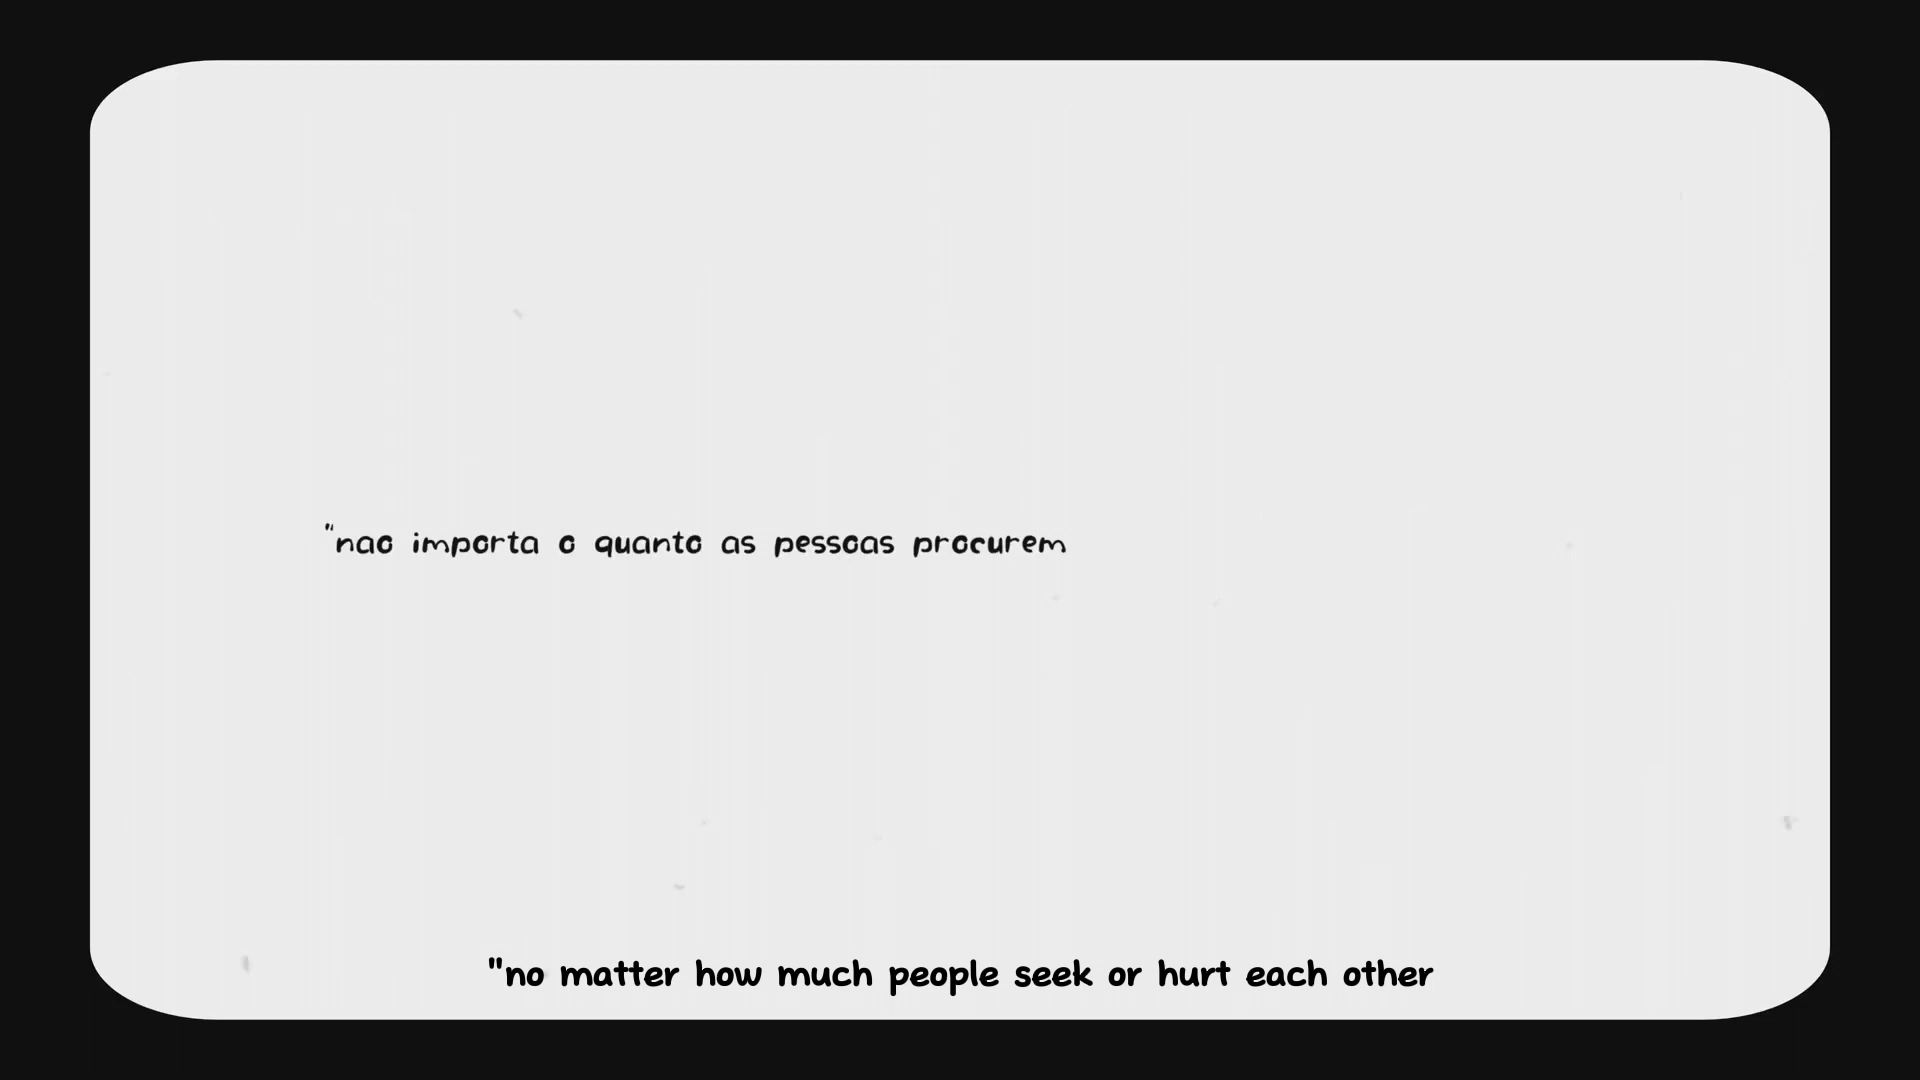 "nao importa o quanto as pessoas procurem
"no matter how much people seek or hurt each other